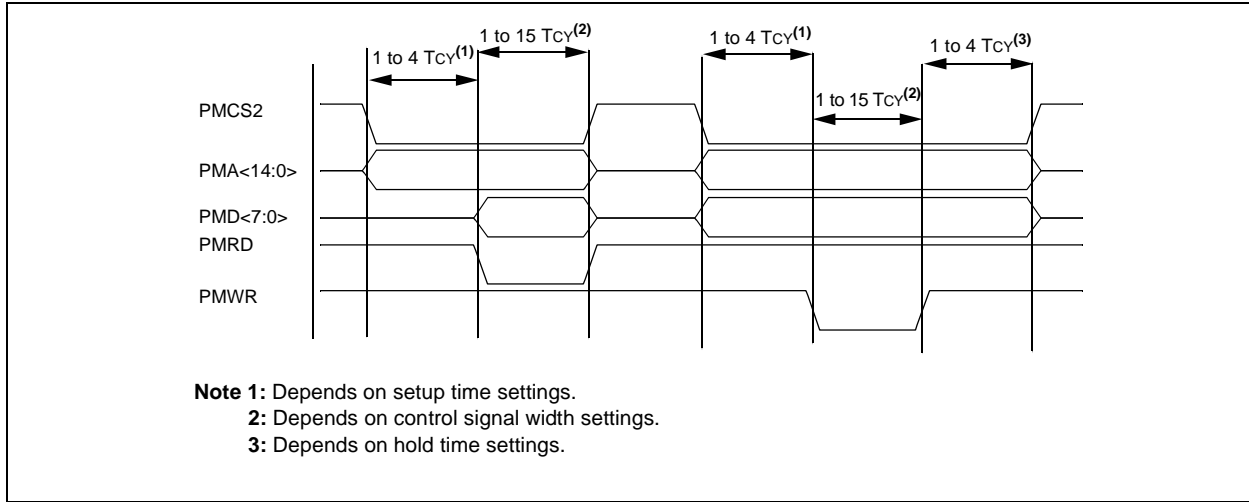 1 to 15 TCY(2)
1 to 4 TCY(1)
1 to 4 TCY(1)
1 to 4 TCY(3)
1 to 15 TCY(2)
PMCS2
PMA<14:0>
PMD<7:0>
PMRD
PMWR
Note 1: Depends on setup time settings.
2: Depends on control signal width settings.
3: Depends on hold time settings.